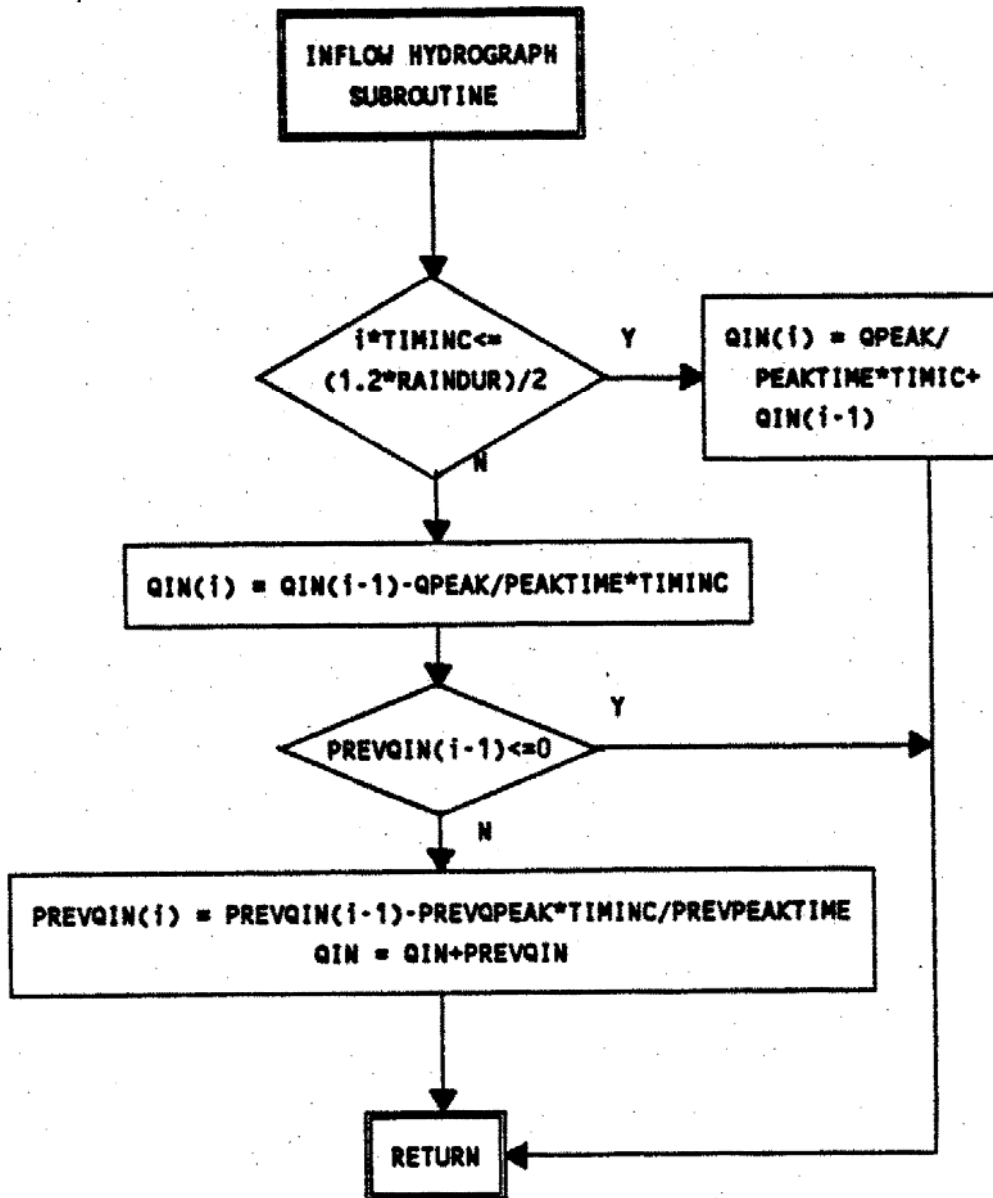 INFLOW HYDROGRAPH
SUBROUTINE
i*TIMINC<=
(1.2*RAINDUR)/2
Y
QIN(i) = QPEAK/
PEAKTIME*TIMIC+
QIN(i-1)
N
QIN(i) = QIN(i-1)-QPEAK/PEAKTIME*TIMINC
Y
PREVQIN(i-1)<=0
N
PREVQIN(i) = PREVQIN(i-1)-PREVQPEAK*TIMINC/PREVPEAKTIME
QIN = QIN+PREVQIN
RETURN